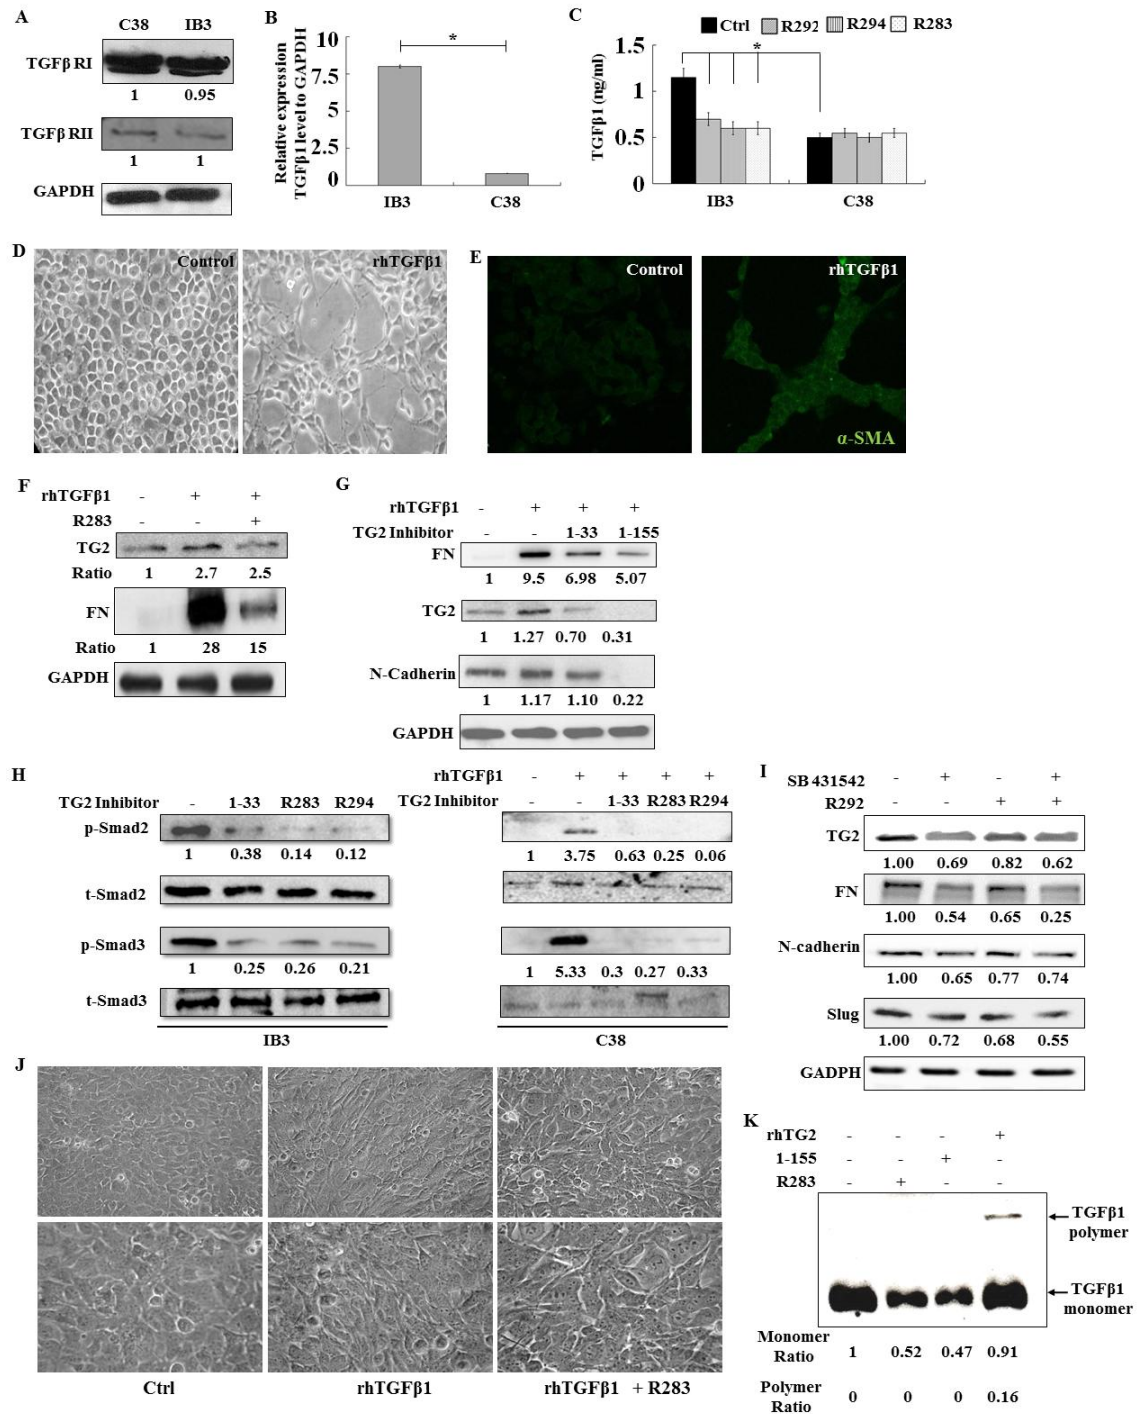 A
C38 IB3
TGFβ RI
1 0.95
TGFβ RII
1 1
GAPDH
B
Relative expression
TGFβ1 level to GAPDH
10
7.5
5
2.5
0
*
IB3 C38
C
Ctrl R292 R294 R283
TGFβ1 (ng/ml)
1.5
1
0.5
0
*
IB3 C38
D
Control
rhTGFβ1
E
Control
rhTGFβ1
α-SMA
F
rhTGFβ1 - + +
R283 - - +
TG2
Ratio 1 2.7 2.5
FN
Ratio 1 28 15
GAPDH
G
rhTGFβ1 - + + +
TG2 Inhibitor - - 1-33 1-155
FN
1 9.5 6.98 5.07
TG2
1 1.27 0.70 0.31
N-Cadherin
1 1.17 1.10 0.22
GAPDH
H
TG2 Inhibitor - 1-33 R283 R294
p-Smad2
1 0.38 0.14 0.12
t-Smad2
p-Smad3
1 0.25 0.26 0.21
t-Smad3
IB3
rhTGFβ1 - + + + +
TG2 Inhibitor - - 1-33 R283 R294
1 3.75 0.63 0.25 0.06
1 5.33 0.3 0.27 0.33
C38
I
SB 431542 - + - +
R292 - - + +
TG2
1.00 0.69 0.82 0.62
FN
1.00 0.54 0.65 0.25
N-cadherin
1.00 0.65 0.77 0.74
Slug
1.00 0.72 0.68 0.55
GADPH
J
Ctrl rhTGFβ1 rhTGFβ1 + R283
K
rhTG2 - - - +
1-155 - - + -
R283 - + - -
TGFβ1
polymer
TGFβ1
monomer
Monomer
Ratio 1 0.52 0.47 0.91
Polymer
Ratio 0 0 0 0.16